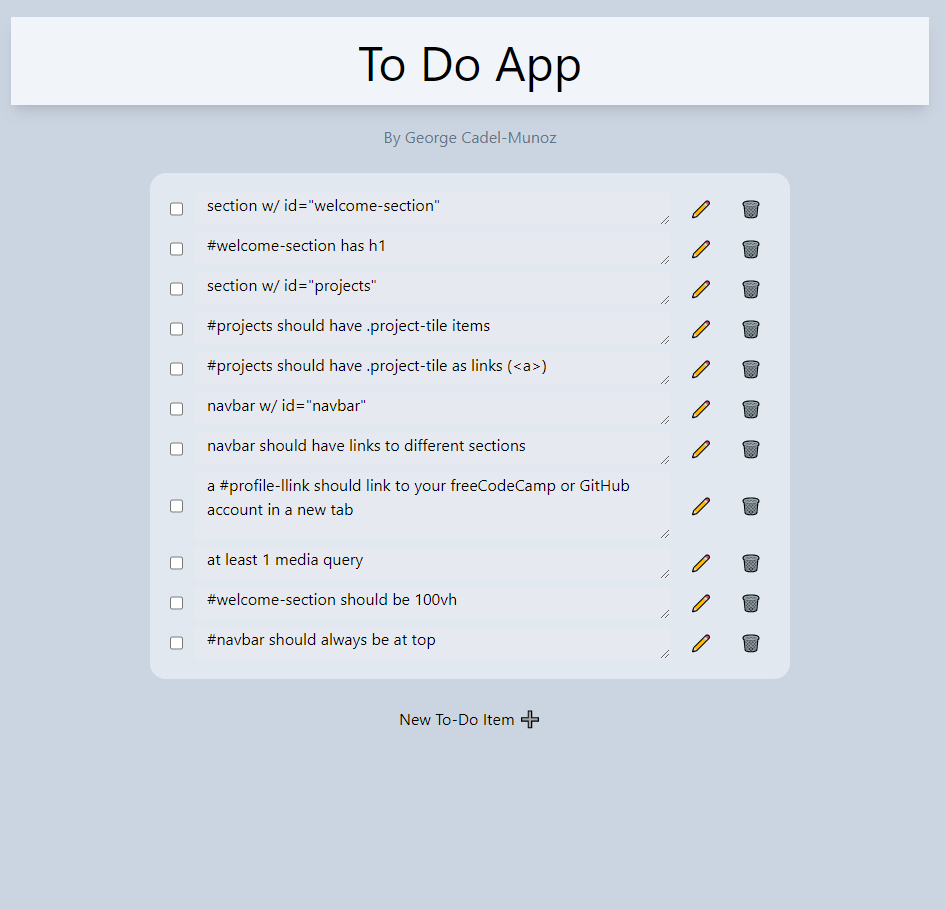 To Do App
By George Cadel-Munoz
section w/ id="welcome-section"
#welcome-section has h1
section w/ id="projects"
#projects should have .project-tile items
#projects should have .project-tile as links (<a>)
navbar w/ id="navbar"
navbar should have links to different sections
a #profile-llink should link to your freeCodeCamp or GitHub
account in a new tab
at least 1 media query
#welcome-section should be 100vh
#navbar should always be at top
New To-Do Item ➕